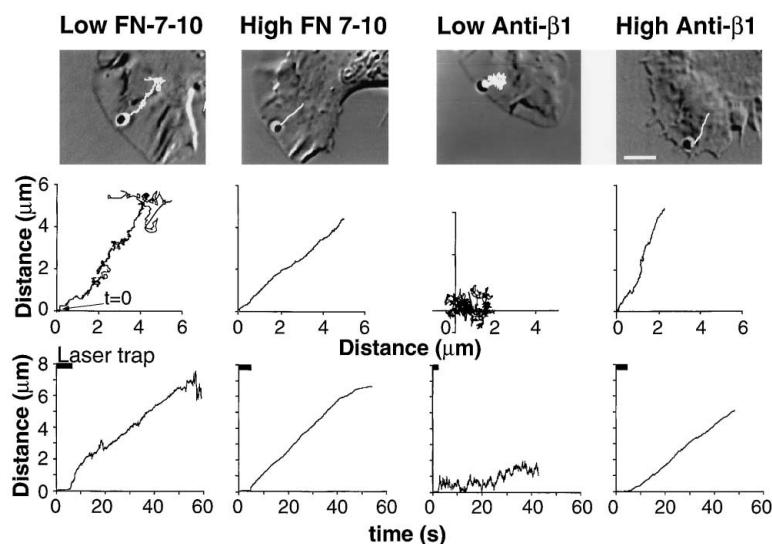 Low FN-7-10 High FN 7-10 Low Anti-β1 High Anti-β1
Distance (μm)
6
4
2
0
t=0
0 2 4 6
0 2 4 6
0 2 4
0 2 4 6
Distance (μm)
Laser trap
Distance (μm)
8
6
4
2
0
0 20 40 60
0 20 40 60
0 20 40 60
0 20 40 60
time (s)